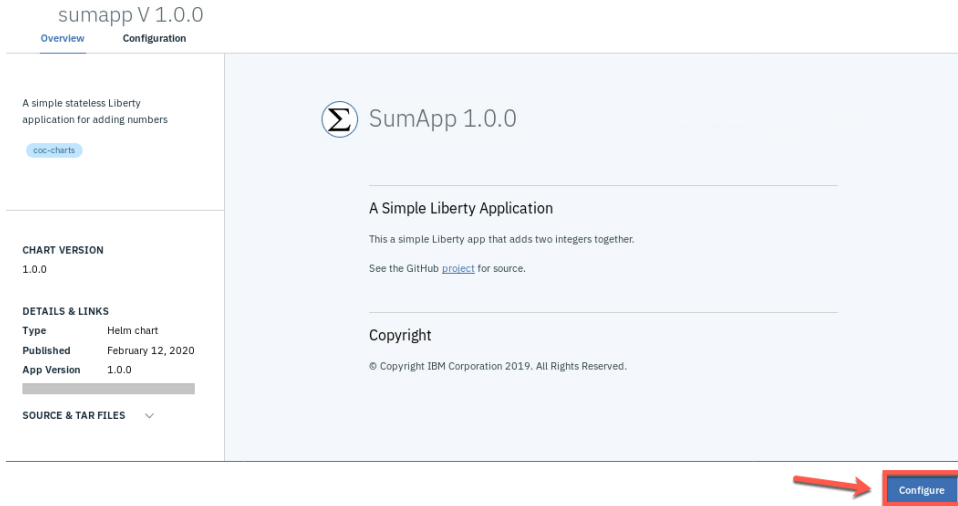 sumapp V 1.0.0
Overview Configuration
A simple stateless Liberty
application for adding numbers
coc-charts
CHART VERSION
1.0.0
DETAILS & LINKS
Type Helm chart
Published February 12, 2020
App Version 1.0.0
SOURCE & TAR FILES
Σ SumApp 1.0.0
A Simple Liberty Application
This a simple Liberty app that adds two integers together.
See the GitHub project for source.
Copyright
© Copyright IBM Corporation 2019. All Rights Reserved.
Configure